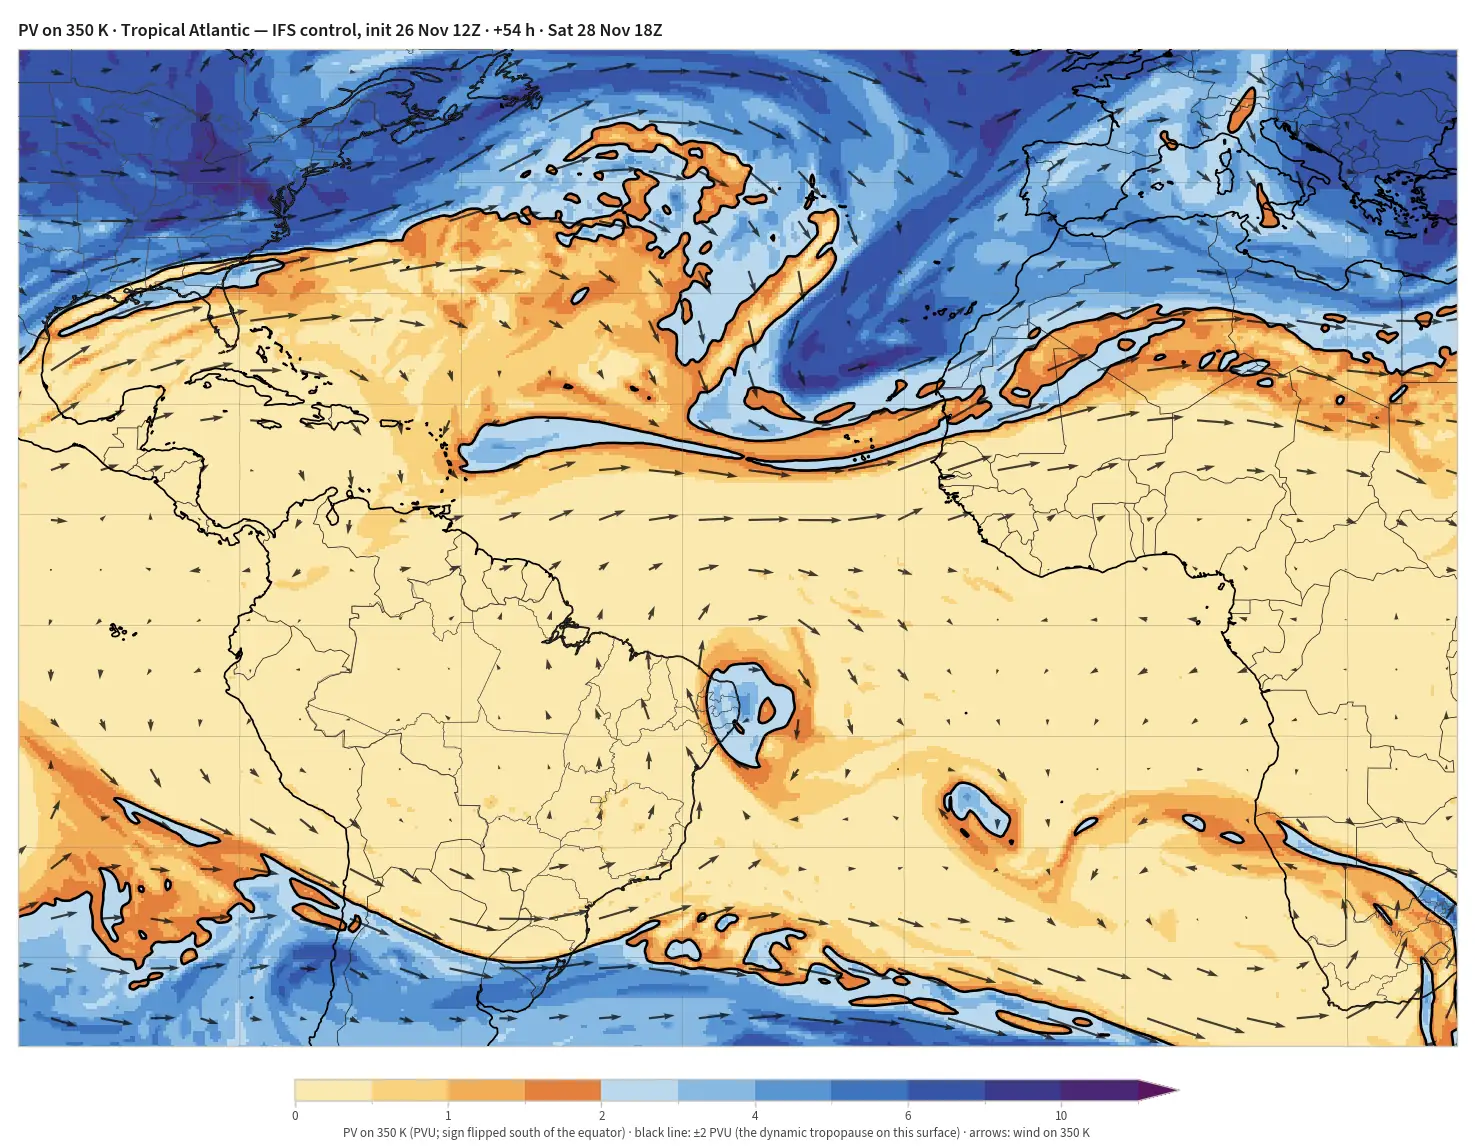 PV on 350 K · Tropical Atlantic — IFS control, init 26 Nov 12Z · +54 h · Sat 28 Nov 18Z
0 1 2 4 6 10
PV on 350 K (PVU; sign flipped south of the equator) · black line: ±2 PVU (the dynamic tropopause on this surface) · arrows: wind on 350 K